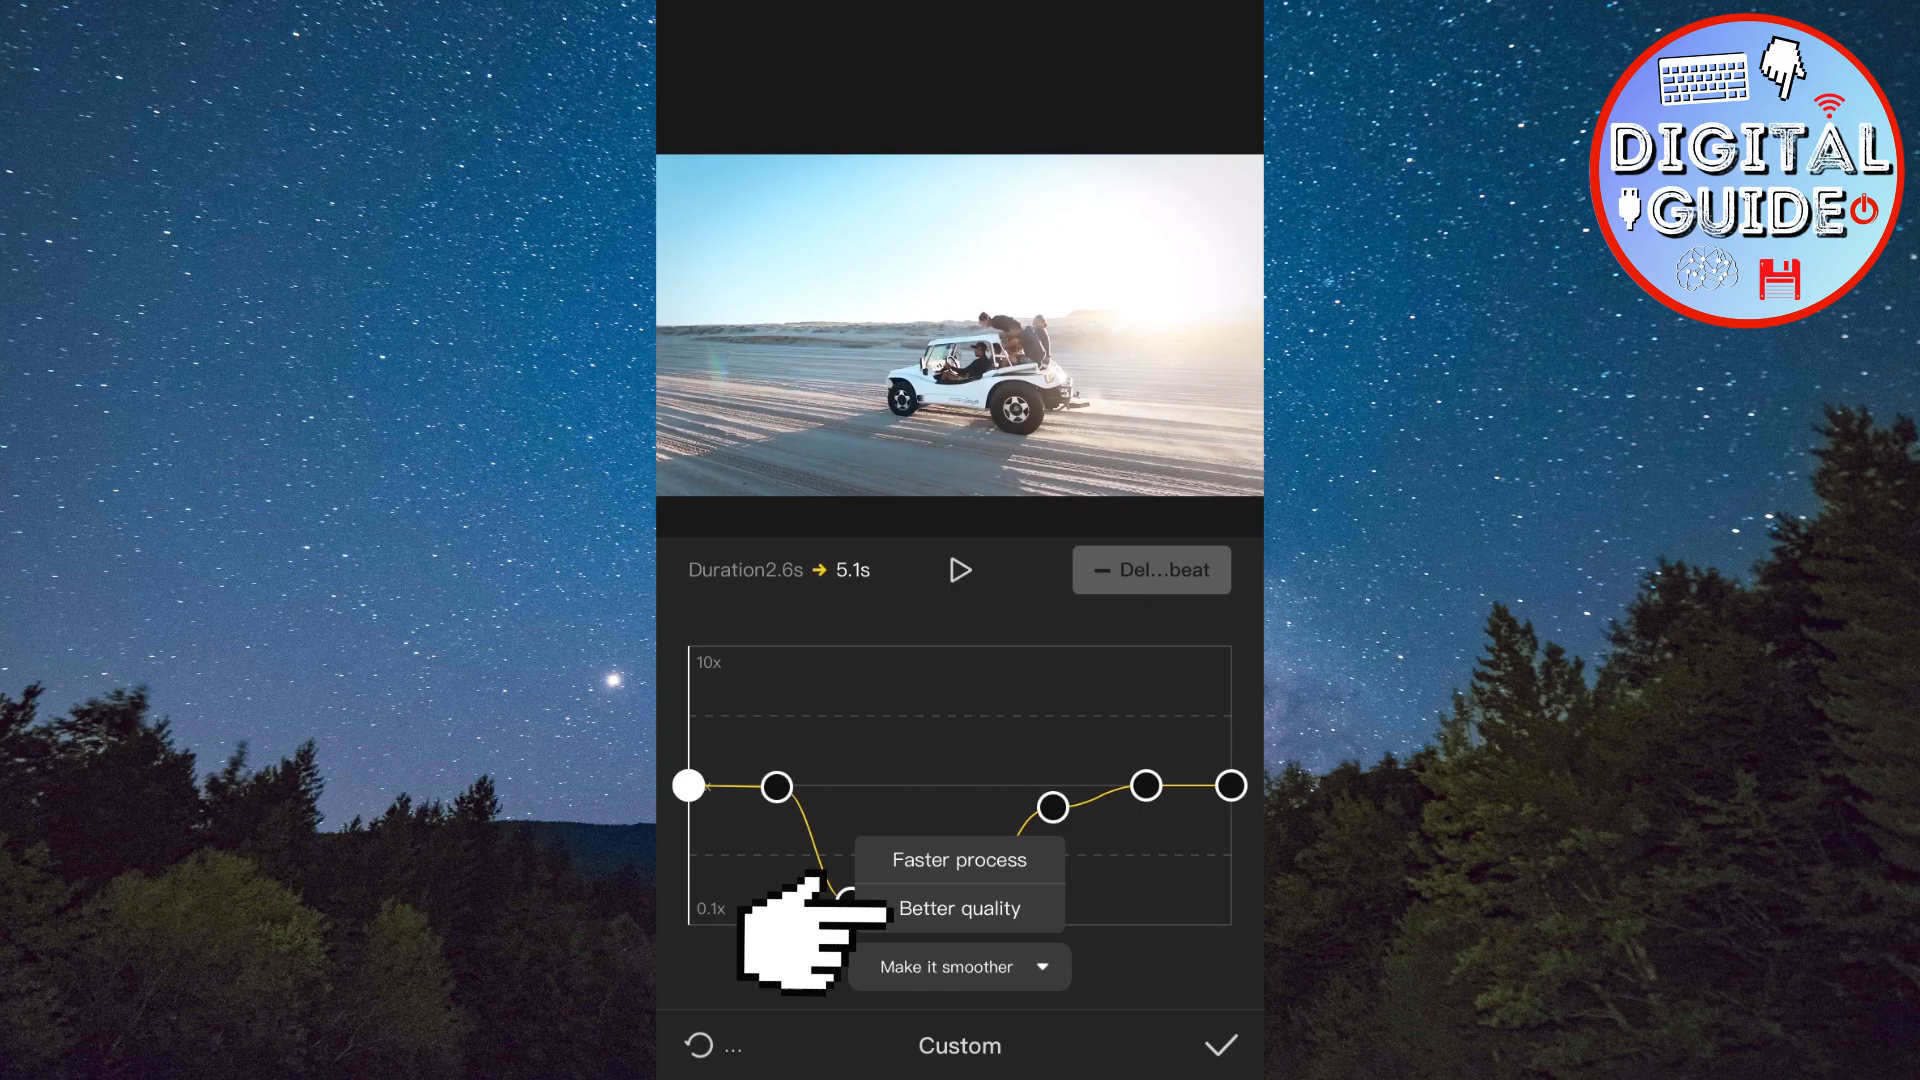 DIGITAL
GUIDE
Duration2.6s → 5.1s
Del...beat
10x
Faster process
Better quality
0.1x
Make it smoother
...
Custom